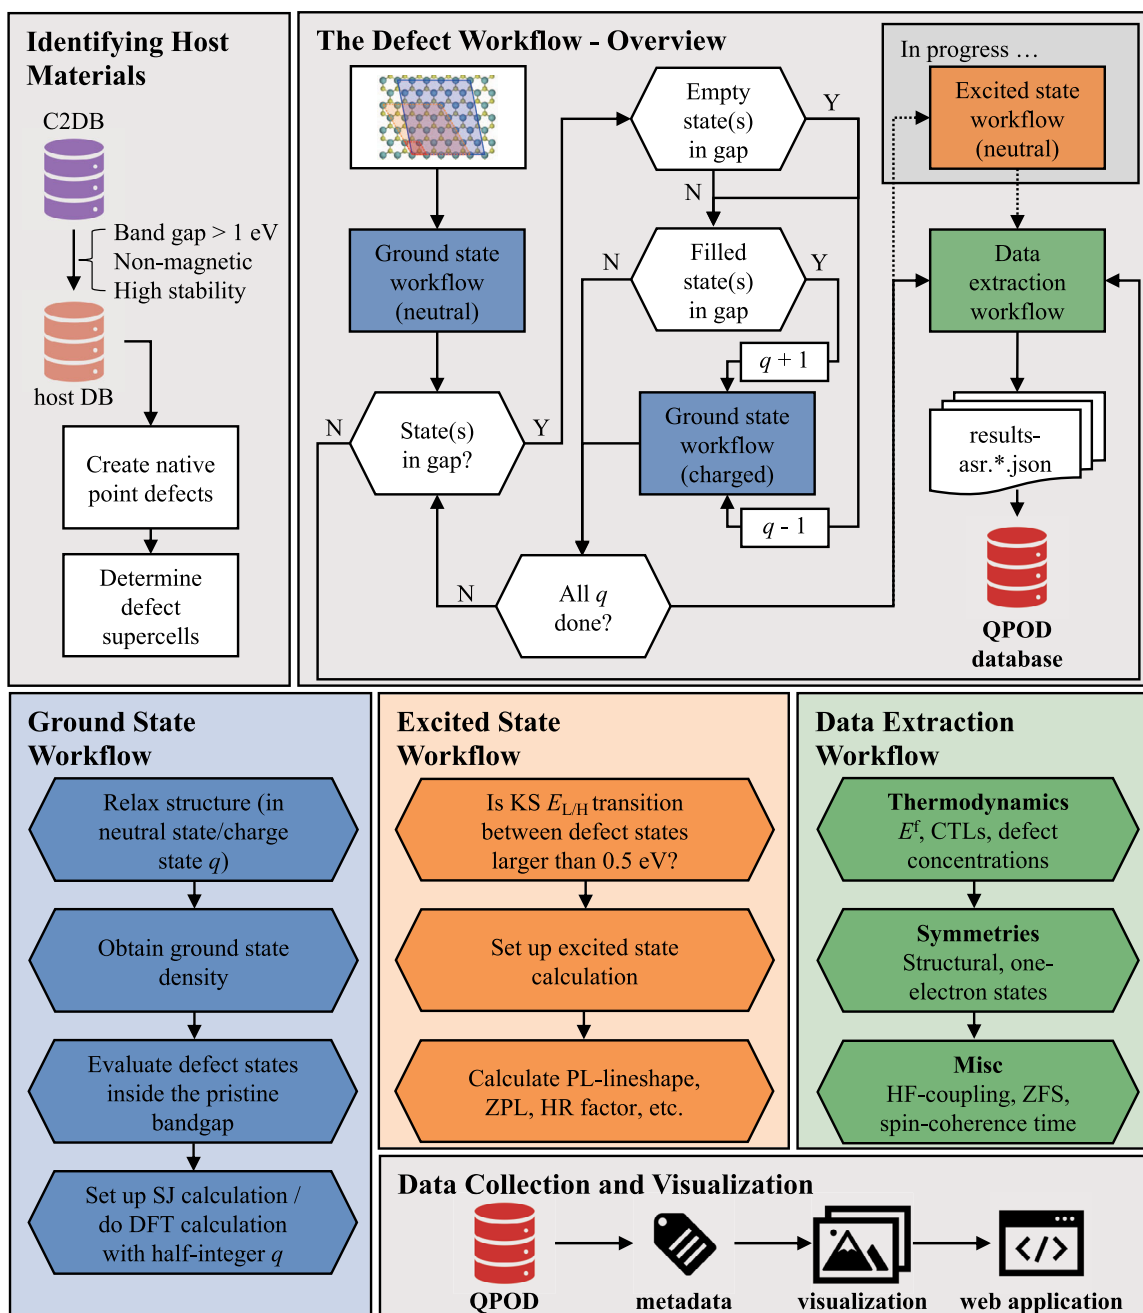 Identifying Host
Materials
C2DB
Band gap > 1 eV
Non-magnetic
High stability
host DB
Create native
point defects
Determine
defect
supercells
The Defect Workflow - Overview
Ground state
workflow
(neutral)
N
State(s)
in gap?
Y
Empty
state(s)
in gap
Y
N
N
Filled
state(s)
in gap
Y
q + 1
Ground state
workflow
(charged)
q - 1
N
All q
done?
In progress ...
Excited state
workflow
(neutral)
Data
extraction
workflow
results-
asr.*.json
QPOD
database
Ground State
Workflow
Relax structure (in
neutral state/charge
state q)
Obtain ground state
density
Evaluate defect states
inside the pristine
bandgap
Set up SJ calculation /
do DFT calculation
with half-integer q
Excited State
Workflow
Is KS E_L/H transition
between defect states
larger than 0.5 eV?
Set up excited state
calculation
Calculate PL-lineshape,
ZPL, HR factor, etc.
Data Extraction
Workflow
Thermodynamics
E^f, CTLs, defect
concentrations
Symmetries
Structural, one-
electron states
Misc
HF-coupling, ZFS,
spin-coherence time
Data Collection and Visualization
</>
QPOD
metadata
visualization
web application